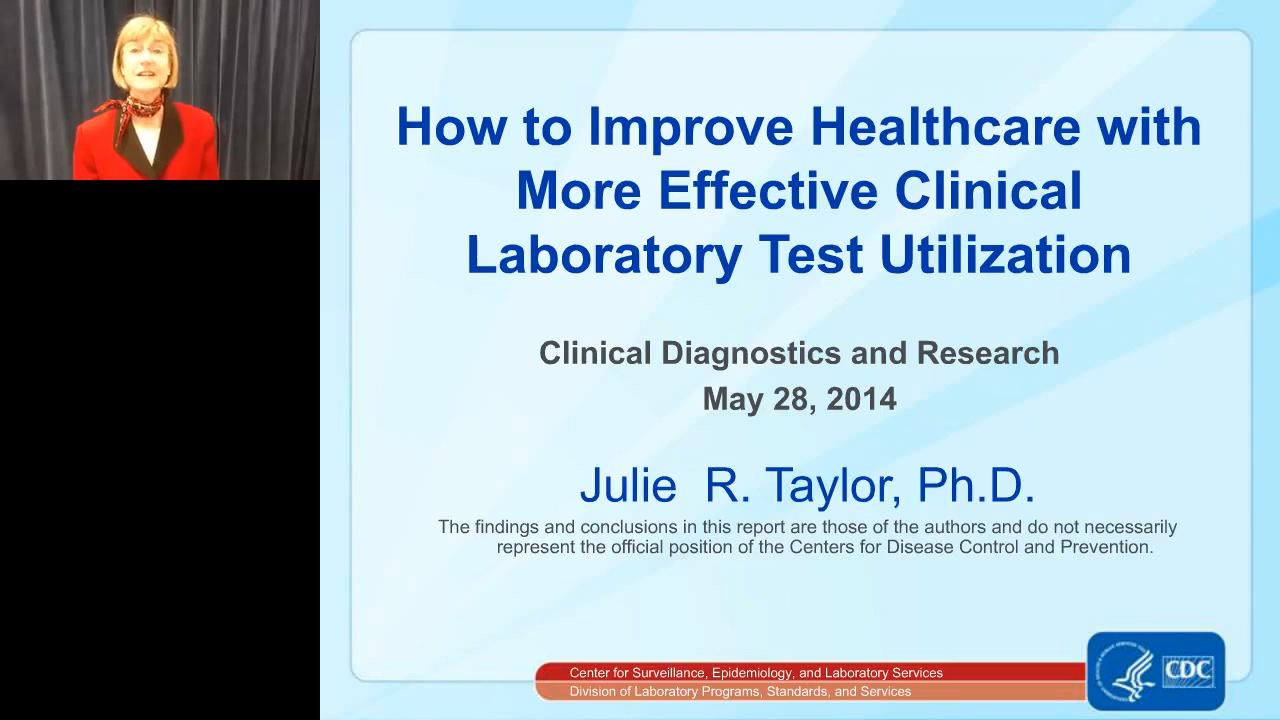 How to Improve Healthcare with
More Effective Clinical
Laboratory Test Utilization
Clinical Diagnostics and Research
May 28, 2014
Julie R. Taylor, Ph.D.
The findings and conclusions in this report are those of the authors and do not necessarily
represent the official position of the Centers for Disease Control and Prevention.
Center for Surveillance, Epidemiology, and Laboratory Services
Division of Laboratory Programs, Standards, and Services
CDC